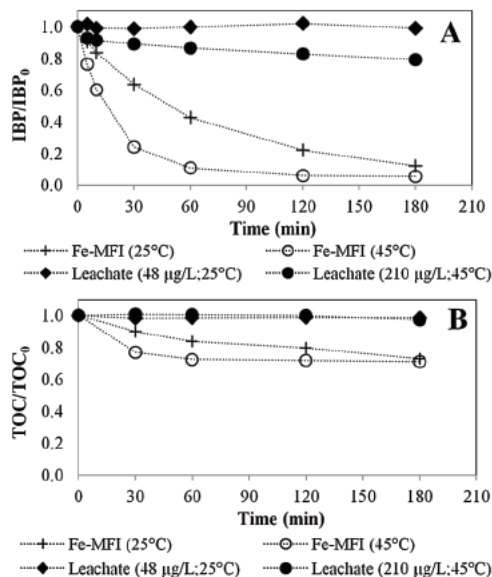 A
IBP/IBP0
1.0
0.8
0.6
0.4
0.2
0.0
0 30 60 90 120 150 180 210
Time (min)
Fe-MFI (25°C) Fe-MFI (45°C)
Leachate (48 µg/L;25°C) Leachate (210 µg/L;45°C)
B
TOC/TOC0
1.0
0.8
0.6
0.4
0.2
0.0
0 30 60 90 120 150 180 210
Time (min)
Fe-MFI (25°C) Fe-MFI (45°C)
Leachate (48 µg/L;25°C) Leachate (210 µg/L;45°C)